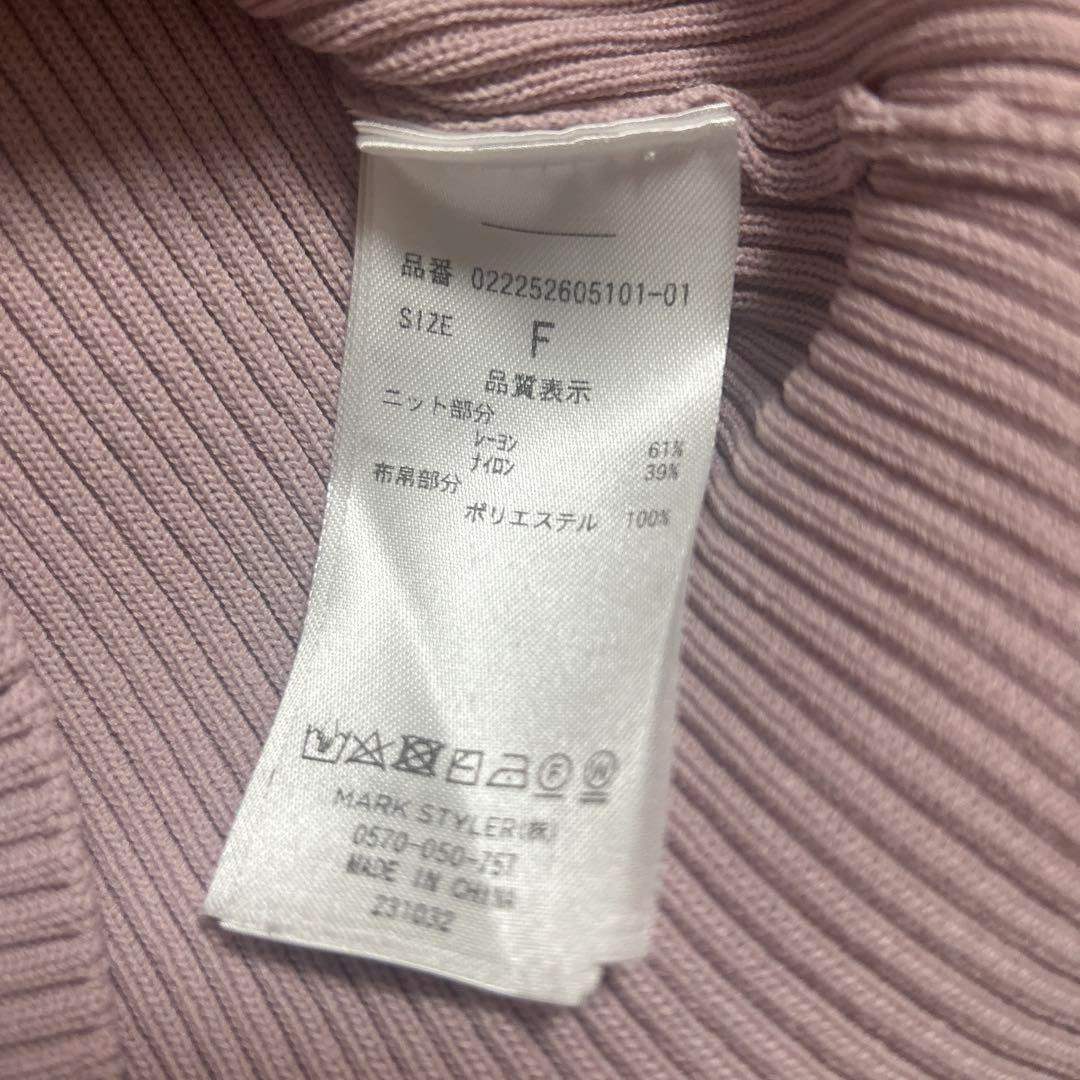 品番 022252605101-01
SIZE F
品質表示
ニット部分
レーヨン 61%
ナイロン 39%
布帛部分
ポリエステル 100%
F W
MARK STYLER(株)
0570-050-757
MADE IN CHINA
231032